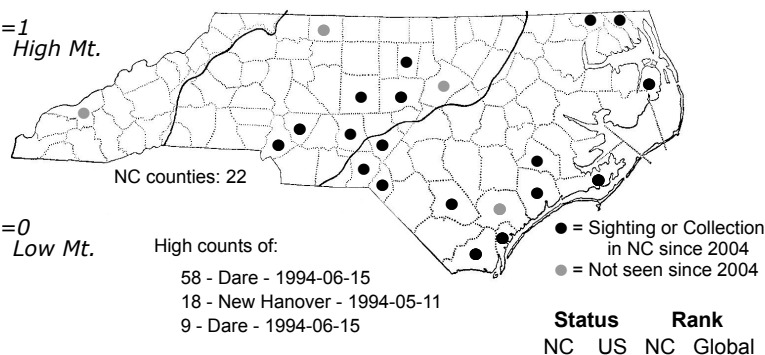 =1
High Mt.
NC counties: 22
=0
Low Mt.
High counts of:
58 - Dare - 1994-06-15
18 - New Hanover - 1994-05-11
9 - Dare - 1994-06-15
= Sighting or Collection
in NC since 2004
= Not seen since 2004
Status Rank
NC US NC Global